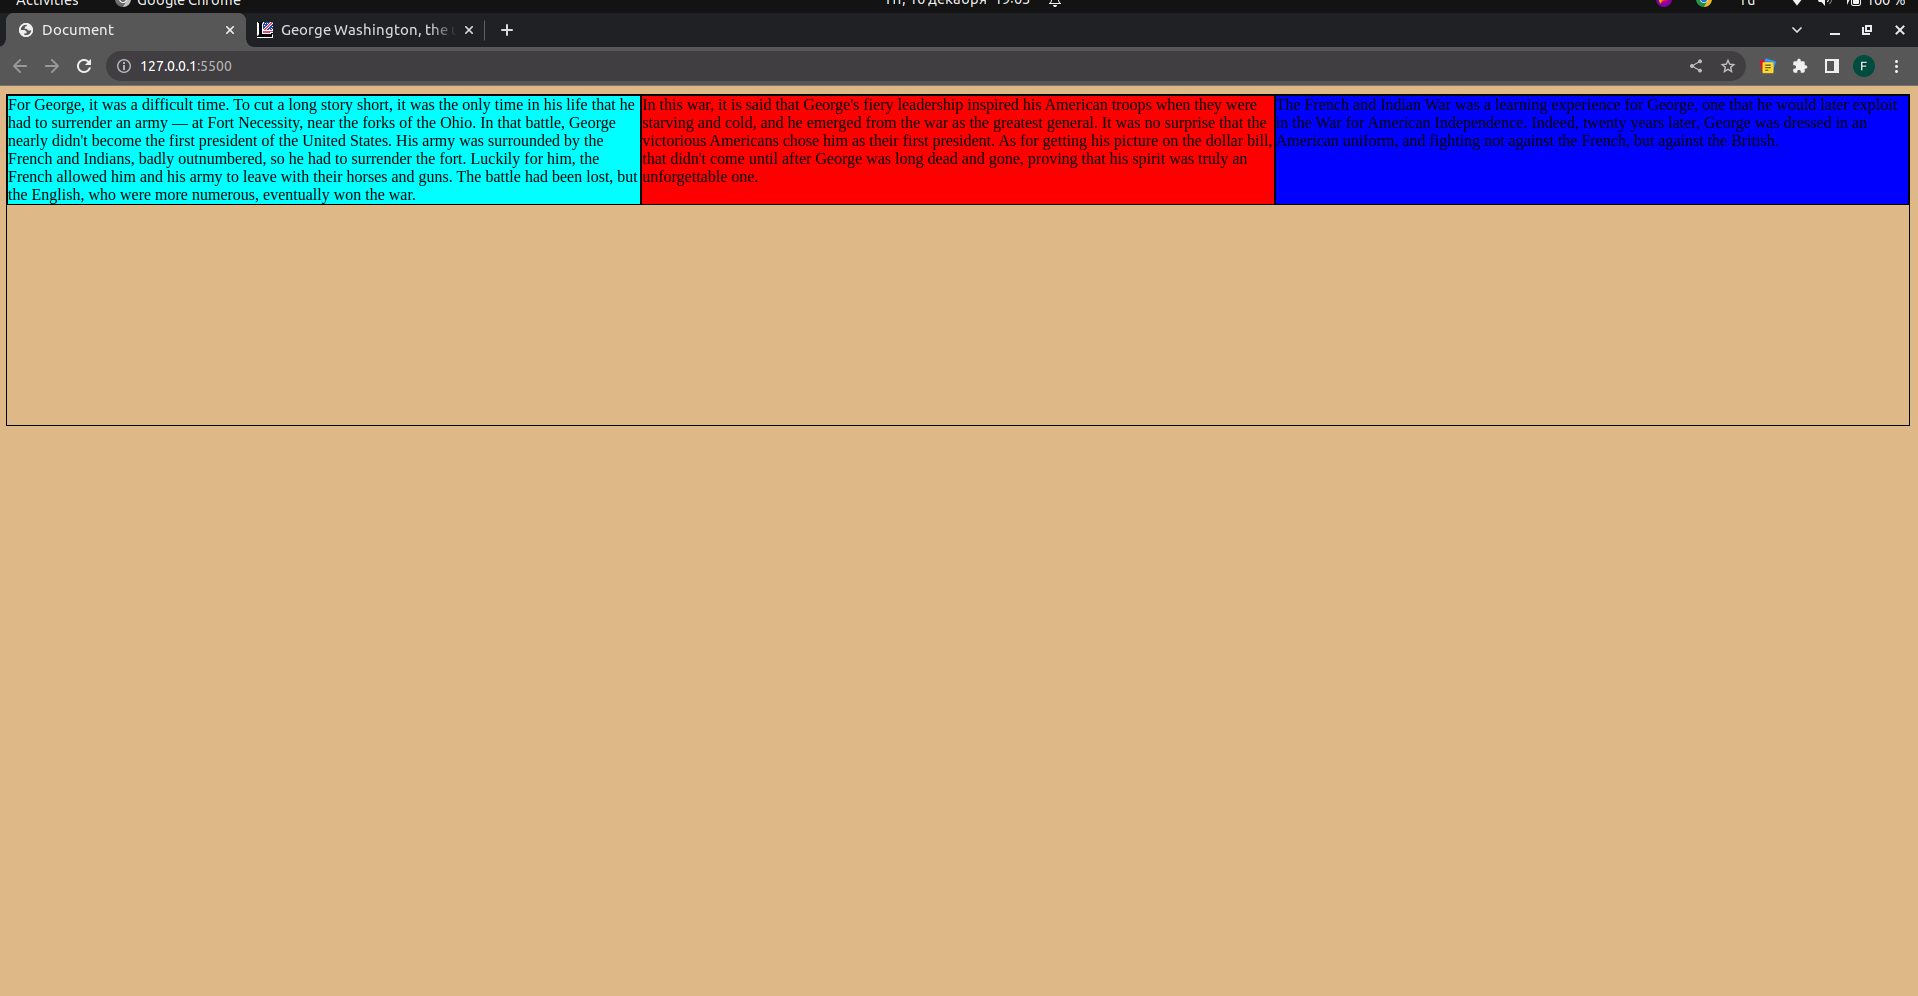 Activities
Google Chrome
Пт, 16 декабря 19:05
ru
100 %
Document
George Washington, the
127.0.0.1:5500
F
For George, it was a difficult time. To cut a long story short, it was the only time in his life that he
had to surrender an army — at Fort Necessity, near the forks of the Ohio. In that battle, George
nearly didn't become the first president of the United States. His army was surrounded by the
French and Indians, badly outnumbered, so he had to surrender the fort. Luckily for him, the
French allowed him and his army to leave with their horses and guns. The battle had been lost, but
the English, who were more numerous, eventually won the war.
In this war, it is said that George's fiery leadership inspired his American troops when they were
starving and cold, and he emerged from the war as the greatest general. It was no surprise that the
victorious Americans chose him as their first president. As for getting his picture on the dollar bill,
that didn't come until after George was long dead and gone, proving that his spirit was truly an
unforgettable one.
The French and Indian War was a learning experience for George, one that he would later exploit
in the War for American Independence. Indeed, twenty years later, George was dressed in an
American uniform, and fighting not against the French, but against the British.